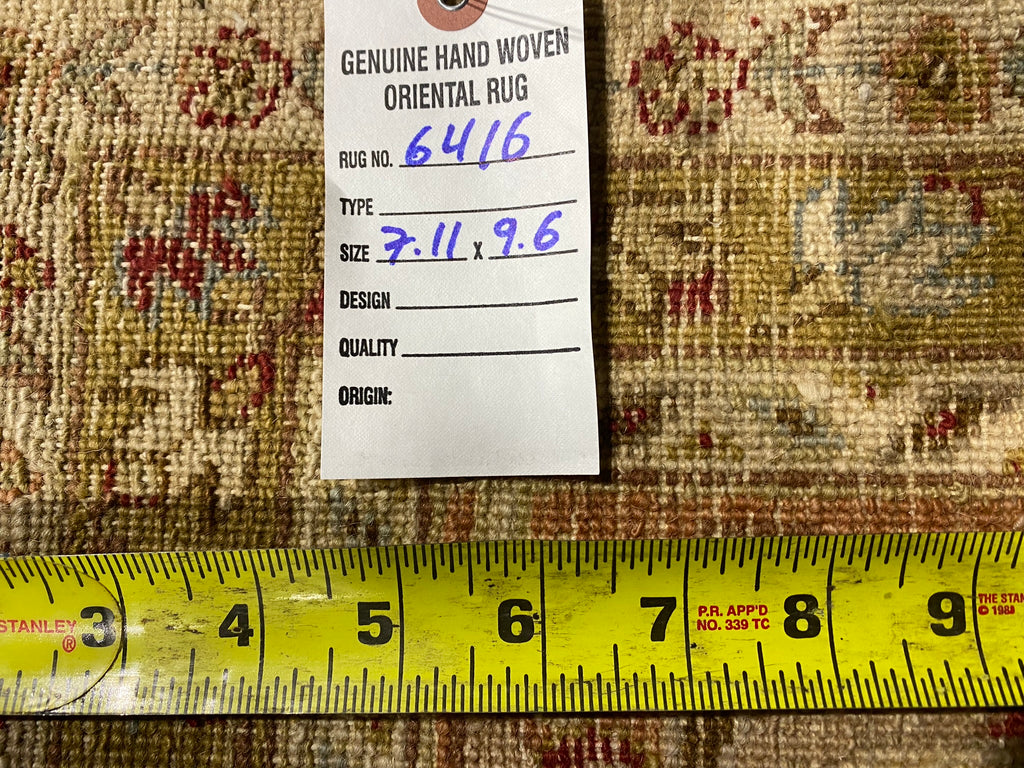 GENUINE HAND WOVEN
ORIENTAL RUG
RUG NO. 6416
TYPE
SIZE 7.11 X 9.6
DESIGN
QUALITY
ORIGIN:
STANLEY® 3 4 5 6 7 P.R. APP'D 8 9 THE STAN
NO. 339 TC © 1988